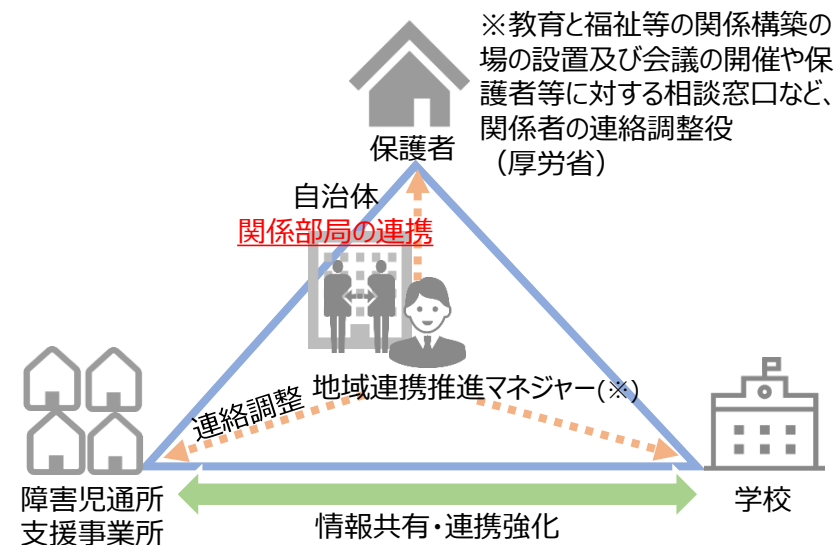 ※教育と福祉等の関係構築の
場の設置及び会議の開催や保
護者等に対する相談窓口など、
関係者の連絡調整役
（厚労省）
保護者
自治体
関係部局の連携
地域連携推進マネジャー(※)
連絡調整
障害児通所
支援事業所
学校
情報共有・連携強化